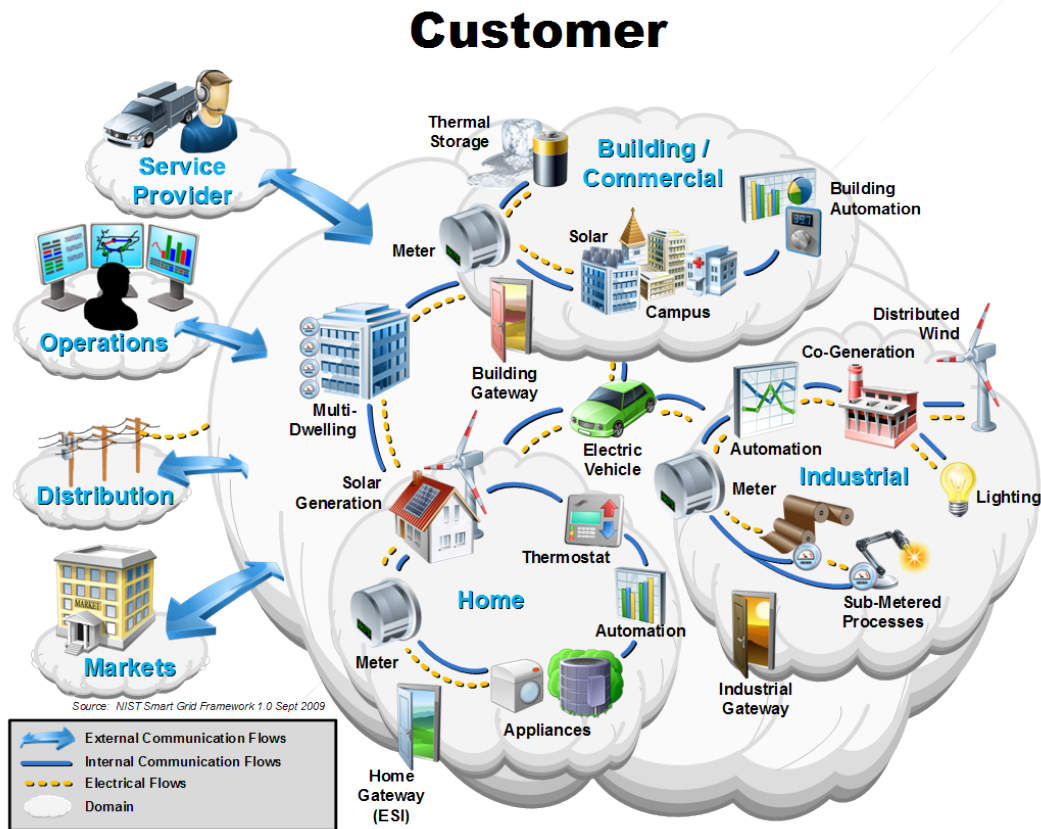 Customer
Service
Provider
Operations
Distribution
MARKET
Markets
Thermal
Storage
Building /
Commercial
Building
Automation
397
Meter
Solar
Campus
Building
Gateway
Multi-
Dwelling
Electric
Vehicle
Distributed
Wind
Co-Generation
Automation
Industrial
Meter
Lighting
Sub-Metered
Processes
Industrial
Gateway
Solar
Generation
Thermostat
Home
Automation
Meter
Appliances
Home
Gateway
(ESI)
Source: NIST Smart Grid Framework 1.0 Sept 2009
External Communication Flows
Internal Communication Flows
Electrical Flows
Domain